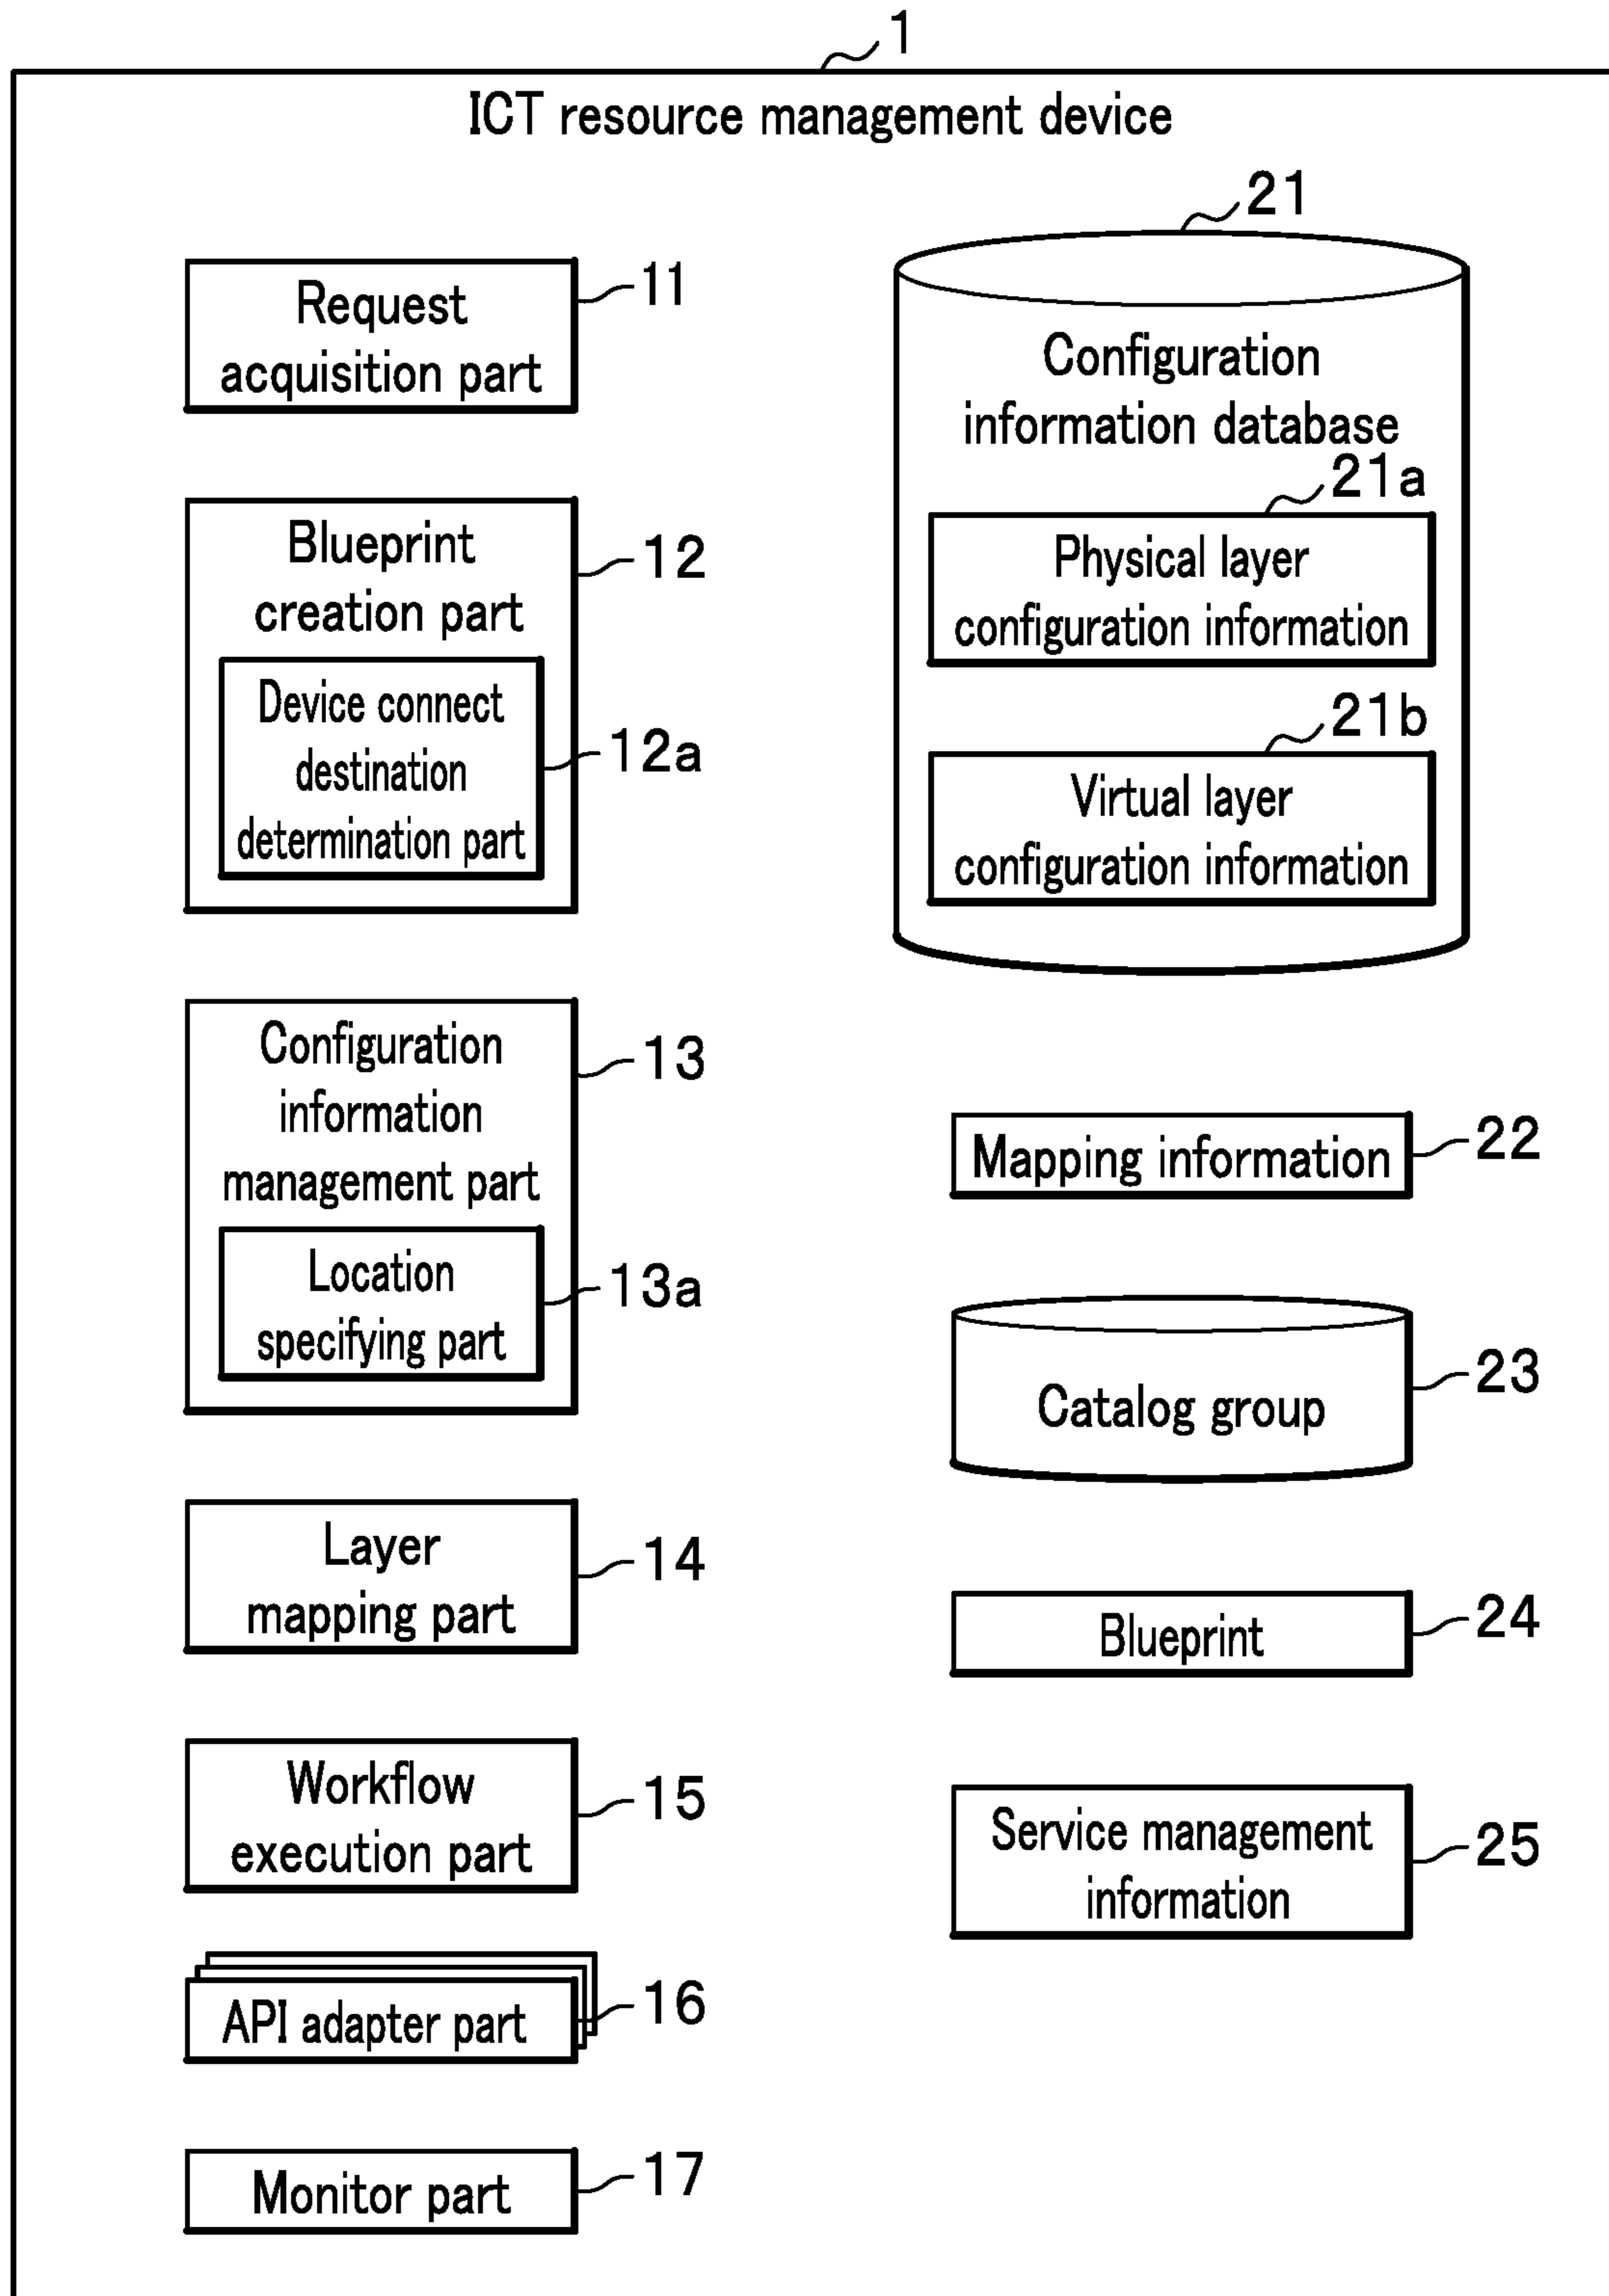 1
ICT resource management device
Request
acquisition part
11
Blueprint
creation part
12
Device connect
destination
determination part
12a
Configuration
information
management part
13
Location
specifying part
13a
Layer
mapping part
14
Workflow
execution part
15
API adapter part
16
Monitor part
17
21
Configuration
information database
21a
Physical layer
configuration information
21b
Virtual layer
configuration information
Mapping information
22
Catalog group
23
Blueprint
24
Service management
information
25